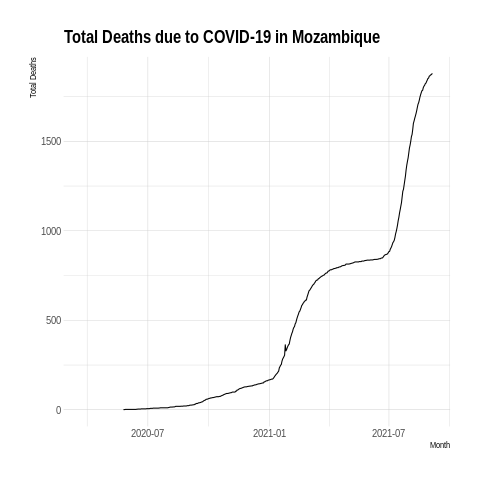 Total Deaths due to COVID-19 in Mozambique
Total Deaths
1500
1000
500
0
2020-07
2021-01
2021-07
Month